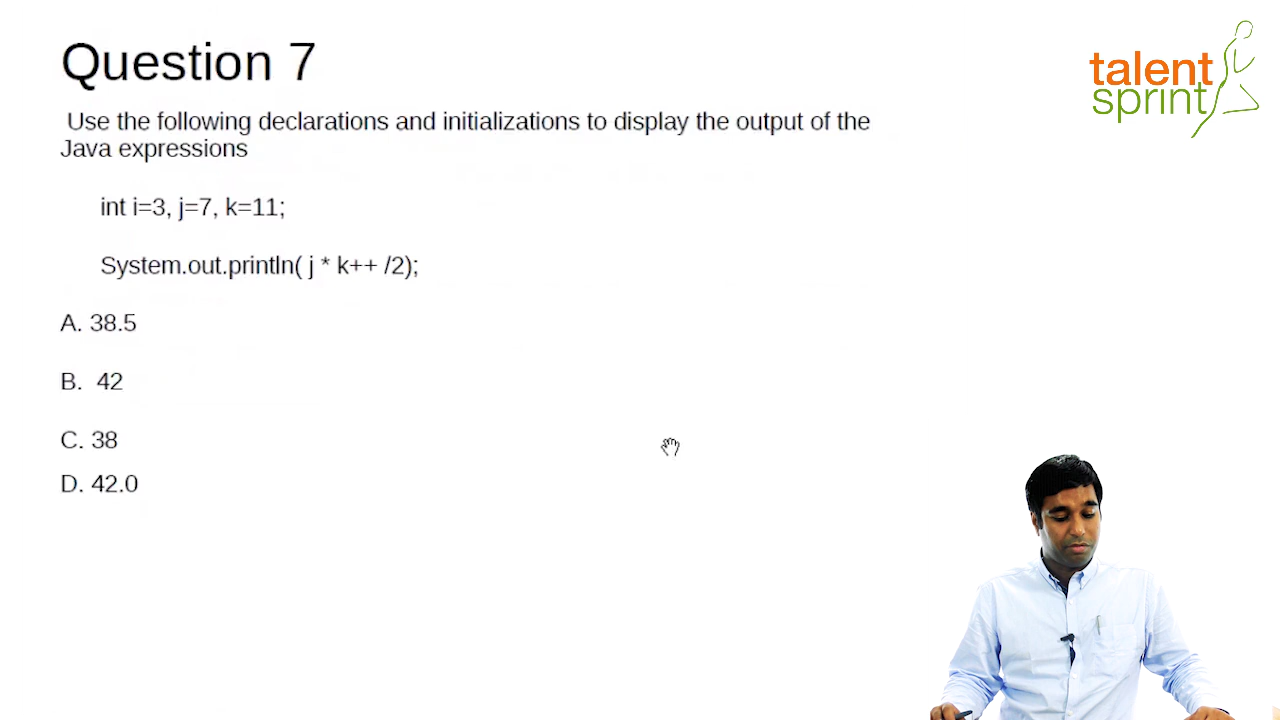 Question 7
talent
sprint
Use the following declarations and initializations to display the output of the
Java expressions
int i=3, j=7, k=11;
System.out.println( j * k++ /2);
A. 38.5
B. 42
C. 38
D. 42.0